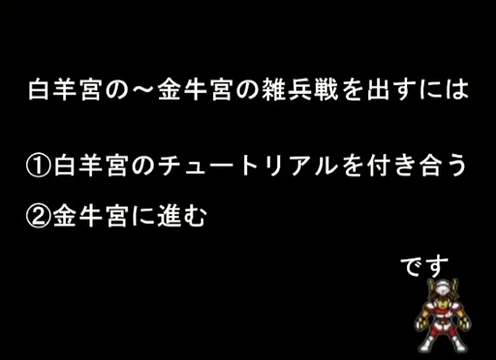 白羊宮の～金牛宮の雑兵戦を出すには
①白羊宮のチュートリアルを付き合う
②金牛宮に進む
です